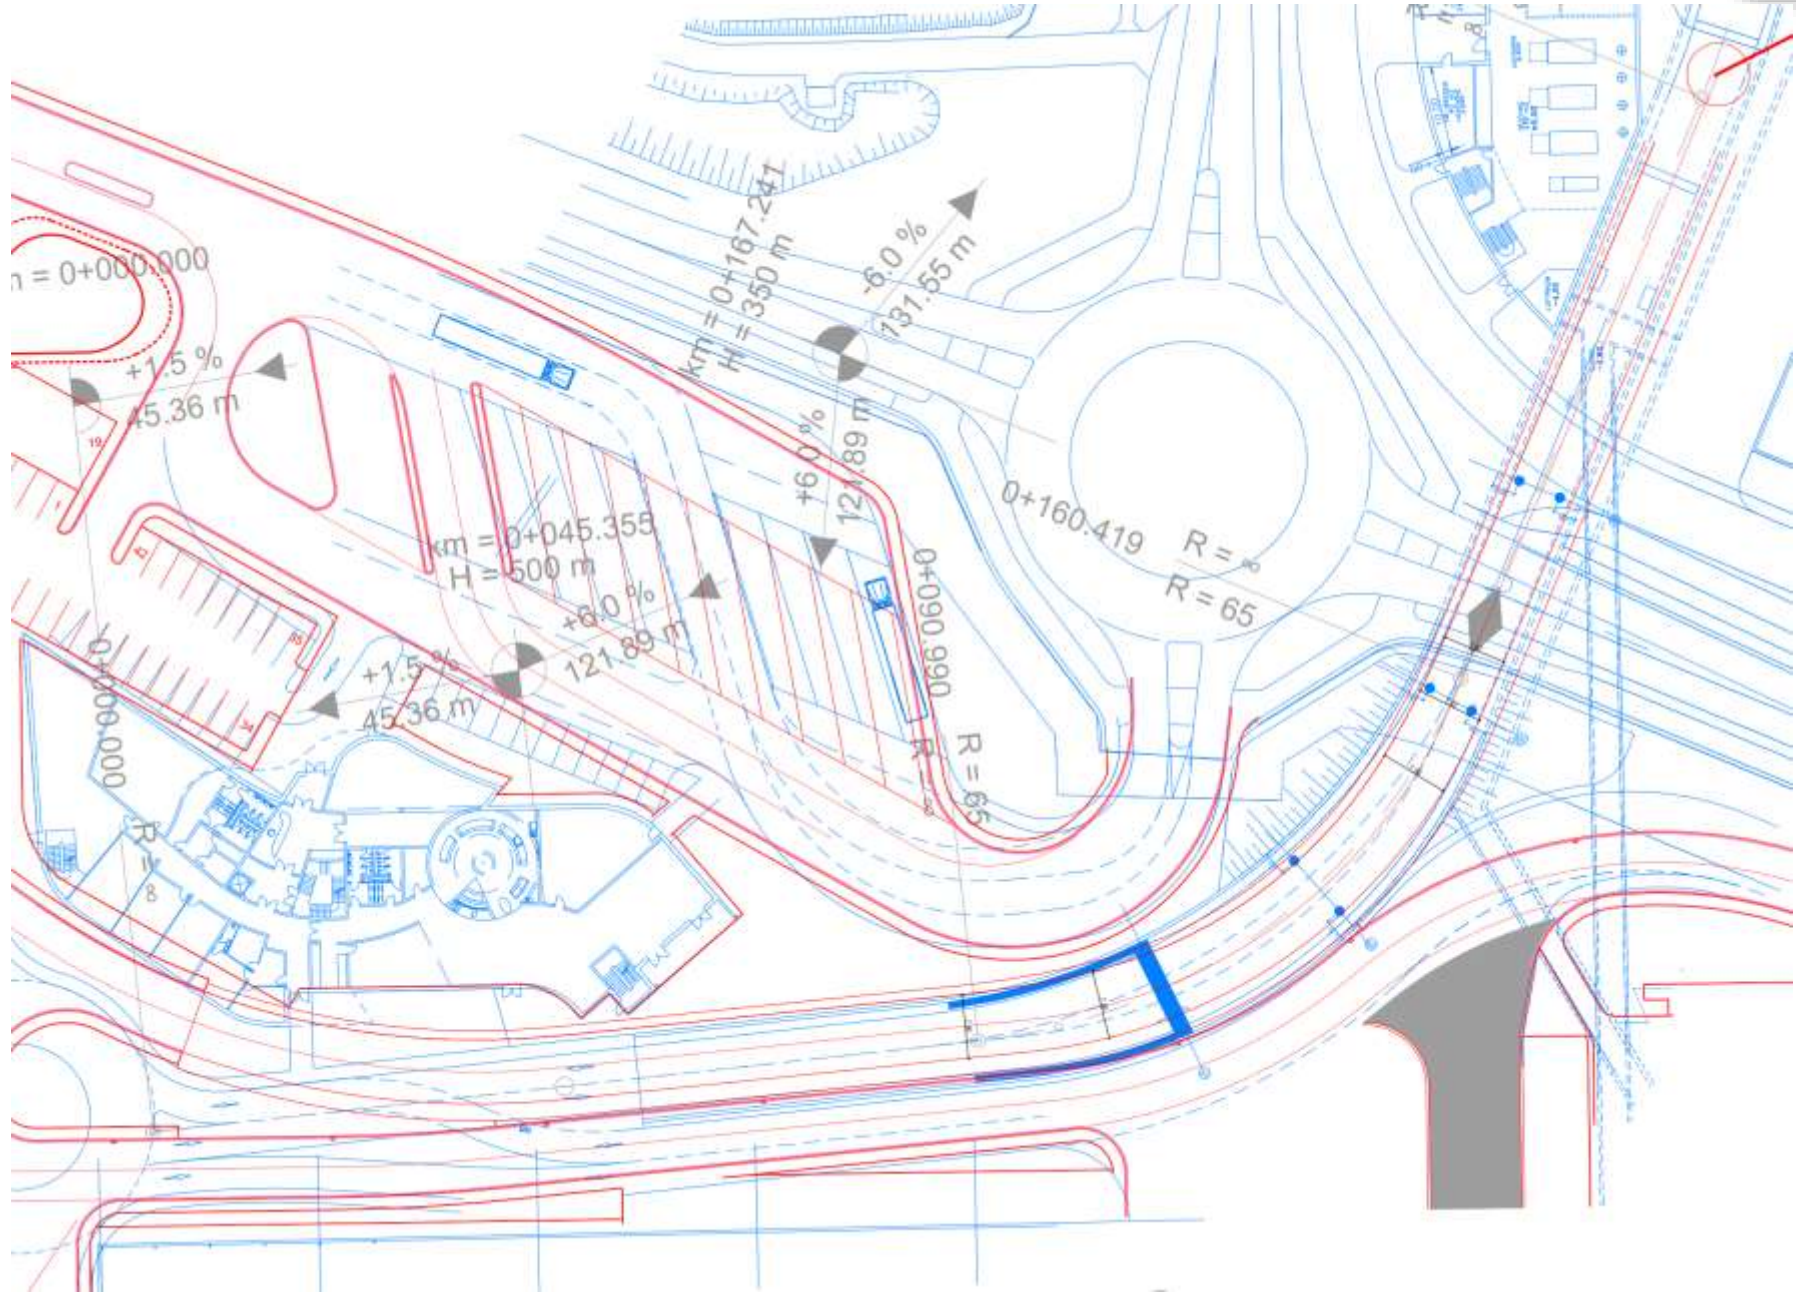 km = 0+167.241
H = 350 m
-6.0 %
131.55 m
m = 0+000.000
+1.5 %
45.36 m
19
+6.0 %
121.89 m
0+160.419
R = ∞
R = 65
km = 0+045.355
H = 500 m
+6.0 %
121.89 m
0+090.990
R = ∞
R = 65
+1.5 %
45.36 m
0+000.000
R = ∞
34